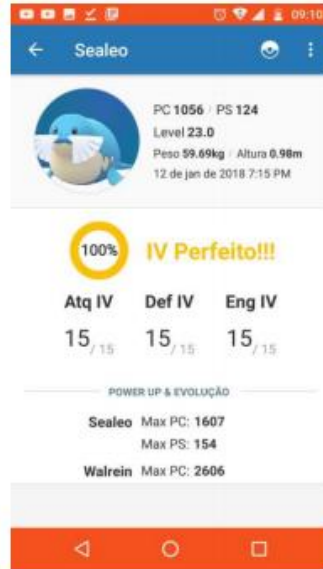 09:10
Sealeo
PC 1056 / PS 124
Level 23.0
Peso 59.69kg / Altura 0.98m
12 de jan de 2018 7:15 PM
100%
IV Perfeito!!!
Atq IV Def IV Eng IV
15/15 15/15 15/15
POWER UP & EVOLUÇÃO
Sealeo Max PC: 1607
Max PS: 154
Walrein Max PC: 2606